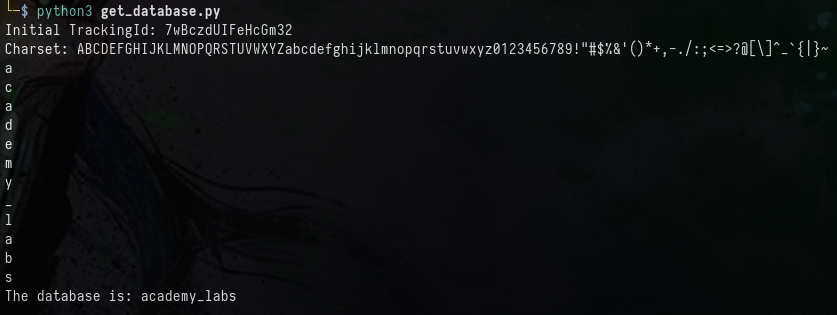 └─$ python3 get_database.py
Initial TrackingId: 7wBczdUIFeHcGm32
Charset: ABCDEFGHIJKLMNOPQRSTUVWXYZabcdefghijklmnopqrstuvwxyz0123456789!"#$%&'()*+,-./:;<=>?@[\]^_`{|}~
a
c
a
d
e
m
y
_
l
a
b
s
The database is: academy_labs